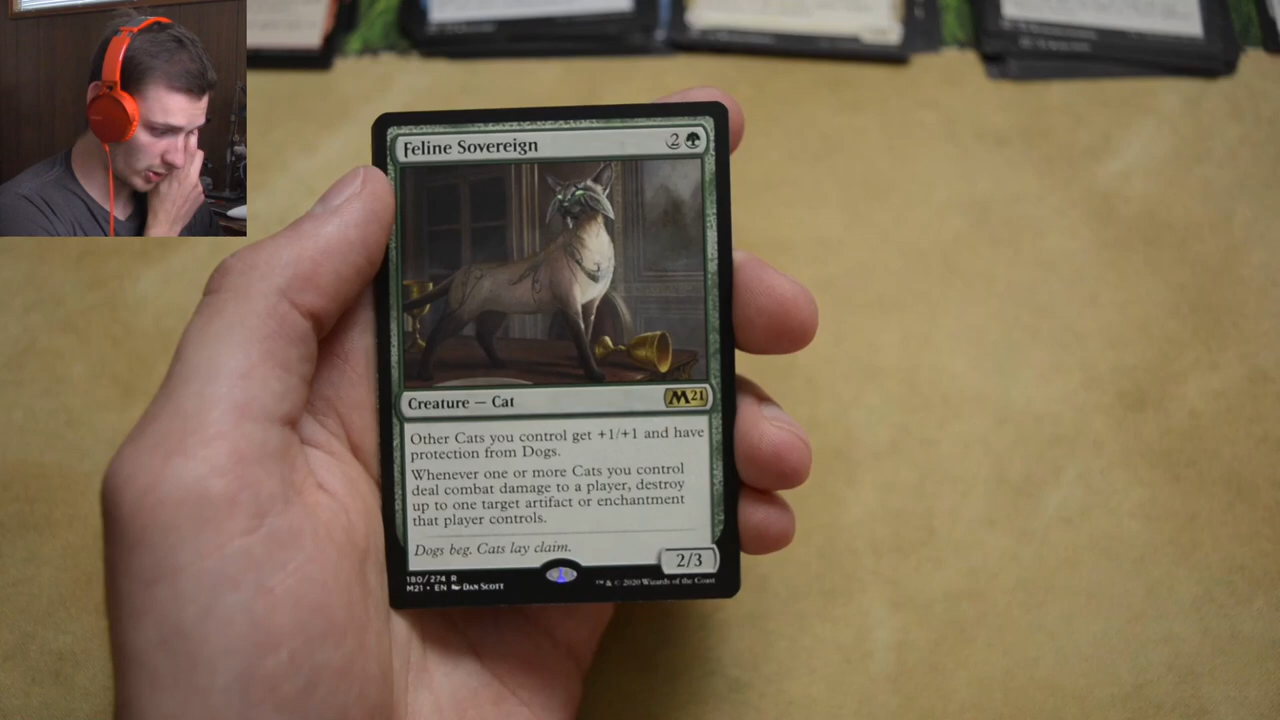 Feline Sovereign 2
Creature — Cat M21
Other Cats you control get +1/+1 and have
protection from Dogs.
Whenever one or more Cats you control
deal combat damage to a player, destroy
up to one target artifact or enchantment
that player controls.
Dogs beg. Cats lay claim.
2/3
180/274 R
M21 • EN Dan Scott ™ & © 2020 Wizards of the Coast